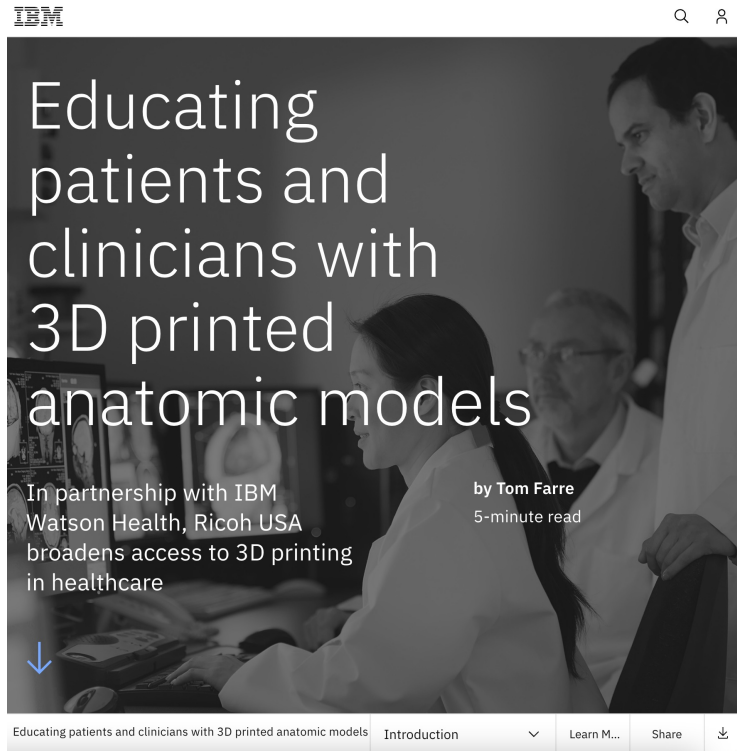 IBM
Educating
patients and
clinicians with
3D printed
anatomic models
In partnership with IBM
Watson Health, Ricoh USA
broadens access to 3D printing
in healthcare
by Tom Farre
5-minute read
Educating patients and clinicians with 3D printed anatomic models
Introduction
Learn M...
Share